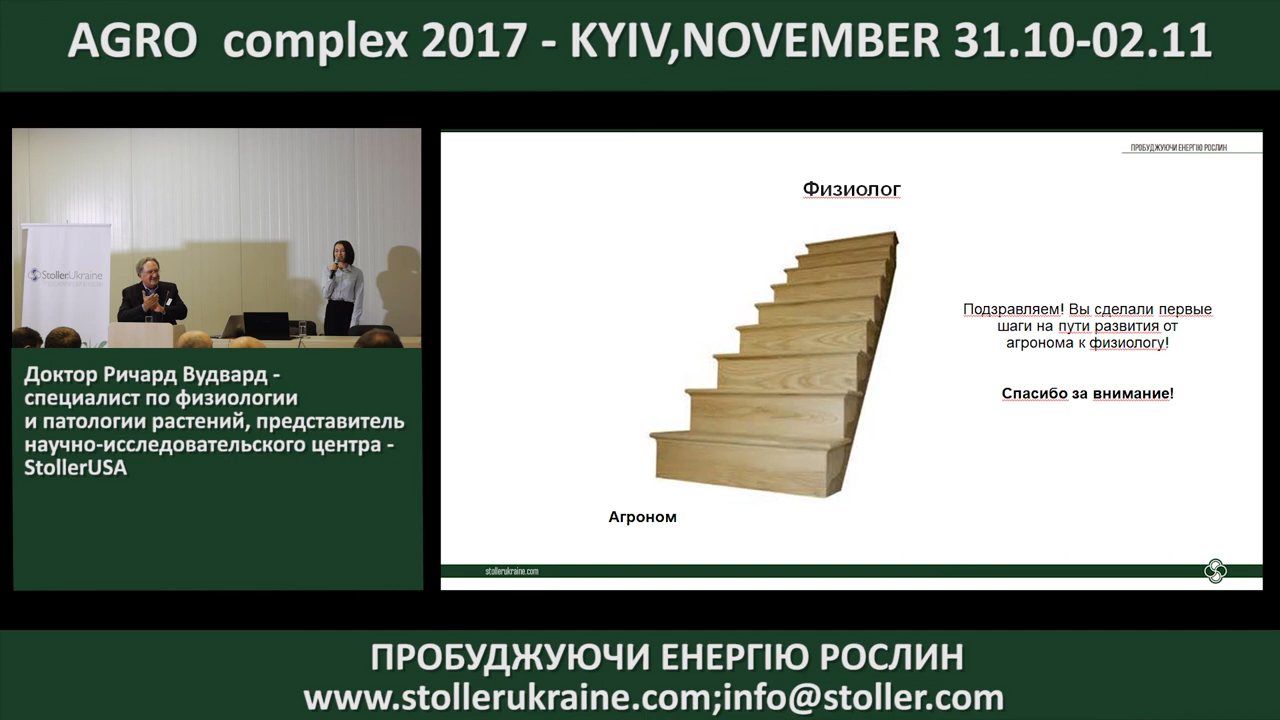 AGRO complex 2017 - KYIV,NOVEMBER 31.10-02.11
StollerUkraine
Доктор Ричард Вудвард -
специалист по физиологии
и патологии растений, представитель
научно-исследовательского центра -
StollerUSA
ПРОБУДЖУЮЧИ ЕНЕРГІЮ РОСЛИН
Физиолог
Подзравляем! Вы сделали первые
шаги на пути развития от
агронома к физиологу!
Спасибо за внимание!
Агроном
stollerukraine.com
ПРОБУДЖУЮЧИ ЕНЕРГІЮ РОСЛИН
www.stollerukraine.com;info@stoller.com